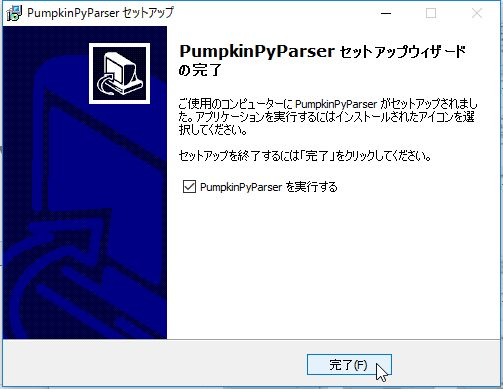 PumpkinPyParser セットアップ
PumpkinPyParser セットアップウィザード
の完了
ご使用のコンピューターに PumpkinPyParser がセットアップされまし
た。アプリケーションを実行するにはインストールされたアイコンを選
択してください。
セットアップを終了するには「完了」をクリックしてください。
PumpkinPyParser を実行する
完了(F)